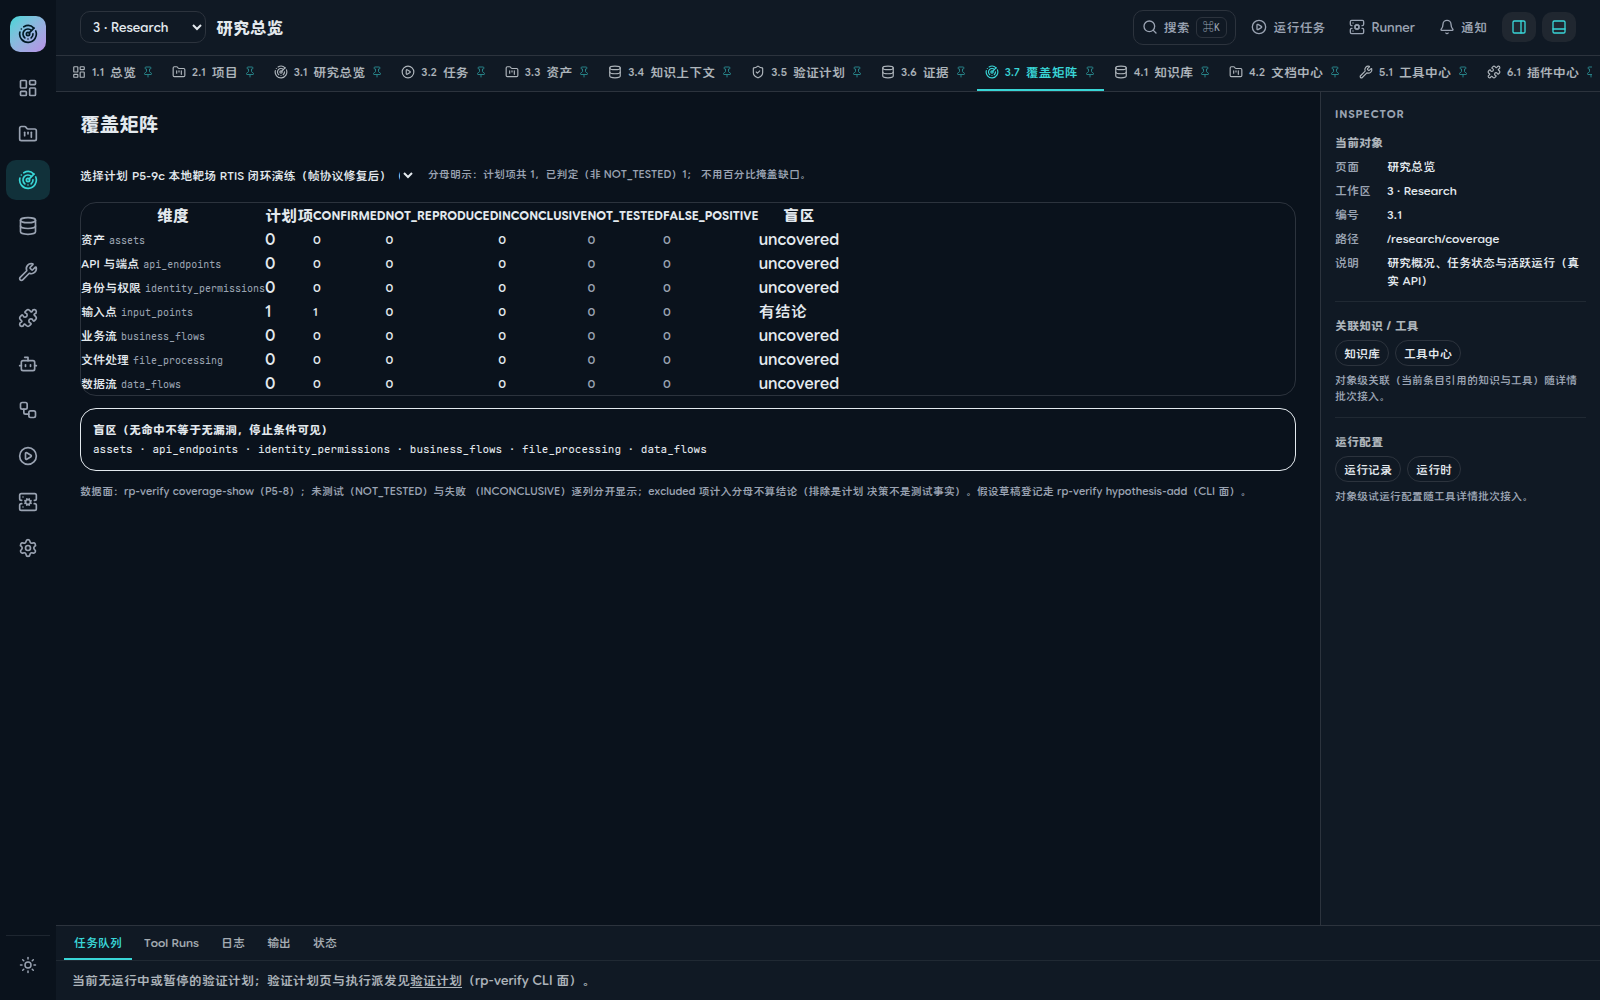 3 · Research 研究总览 搜索 ⌘K 运行任务 Runner 通知
1.1 总览 2.1 项目 3.1 研究总览 3.2 任务 3.3 资产 3.4 知识上下文 3.5 验证计划 3.6 证据 3.7 覆盖矩阵 4.1 知识库 4.2 文档中心 5.1 工具中心 6.1 插件中心
覆盖矩阵
选择计划 P5-9c 本地靶场 RTIS 闭环演练（帧协议修复后） 分母明示：计划项共 1，已判定（非 NOT_TESTED）1； 不用百分比掩盖缺口。
维度 计划项 CONFIRMED NOT_REPRODUCED INCONCLUSIVE NOT_TESTED FALSE_POSITIVE 盲区
资产 assets 0 0 0 0 0 0 uncovered
API 与端点 api_endpoints 0 0 0 0 0 0 uncovered
身份与权限 identity_permissions 0 0 0 0 0 0 uncovered
输入点 input_points 1 1 0 0 0 0 有结论
业务流 business_flows 0 0 0 0 0 0 uncovered
文件处理 file_processing 0 0 0 0 0 0 uncovered
数据流 data_flows 0 0 0 0 0 0 uncovered
盲区（无命中不等于无漏洞，停止条件可见）
assets · api_endpoints · identity_permissions · business_flows · file_processing · data_flows
数据面：rp-verify coverage-show（P5-8）；未测试（NOT_TESTED）与失败 （INCONCLUSIVE）逐列分开显示；excluded 项计入分母不算结论（排除是计划 决策不是测试事实）。假设草稿登记走 rp-verify hypothesis-add（CLI 面）。
INSPECTOR
当前对象
页面 研究总览
工作区 3 · Research
编号 3.1
路径 /research/coverage
说明 研究概况、任务状态与活跃运行（真
实 API）
关联知识 / 工具
知识库 工具中心
对象级关联（当前条目引用的知识与工具）随详情
批次接入。
运行配置
运行记录 运行时
对象级试运行配置随工具详情批次接入。
任务队列 Tool Runs 日志 输出 状态
当前无运行中或暂停的验证计划；验证计划页与执行派发见验证计划（rp-verify CLI 面）。